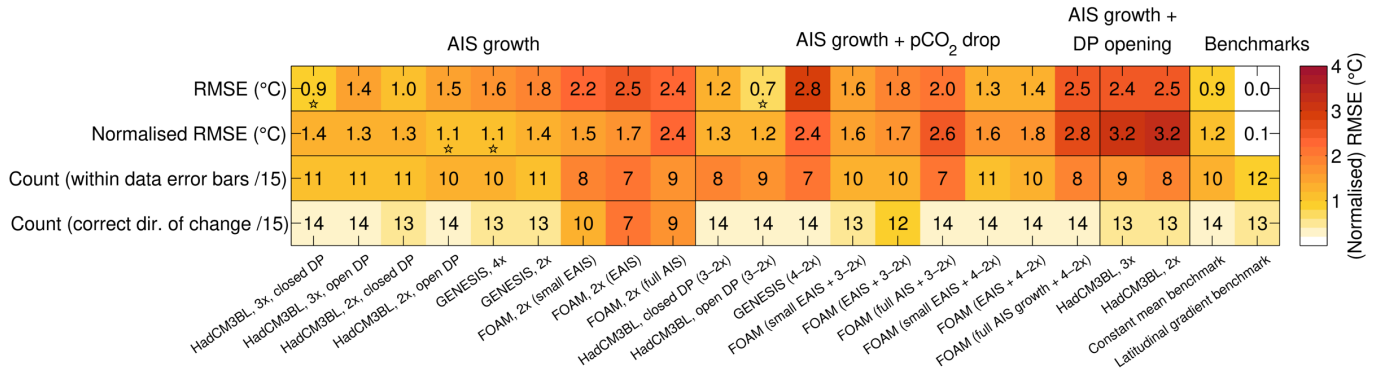 AIS growth +
AIS growth
AIS growth + pCO2 drop
DP opening
Benchmarks
RMSE (°C) 0.9 1.4 1.0 1.5 1.6 1.8 2.2 2.5 2.4 1.2 0.7 2.8 1.6 1.8 2.0 1.3 1.4 2.5 2.4 2.5 0.9 0.0
Normalised RMSE (°C) 1.4 1.3 1.3 1.1 1.1 1.4 1.5 1.7 2.4 1.3 1.2 2.4 1.6 1.7 2.6 1.6 1.8 2.8 3.2 3.2 1.2 0.1
Count (within data error bars /15) 11 11 11 10 10 11 8 7 9 8 9 7 10 10 7 11 10 8 9 8 10 12
Count (correct dir. of change /15) 14 14 13 14 13 13 10 7 9 14 14 14 13 12 14 14 14 14 13 13 14 13
HadCM3BL, 3x, closed DP
HadCM3BL, 3x, open DP
HadCM3BL, 2x, closed DP
HadCM3BL, 2x, open DP
GENESIS, 4x
GENESIS, 2x
FOAM, 2x (small EAIS)
FOAM, 2x (EAIS)
FOAM, 2x (full AIS)
HadCM3BL, closed DP (3–2x)
HadCM3BL, open DP (3–2x)
GENESIS (4–2x)
FOAM (small EAIS + 3–2x)
FOAM (EAIS + 3–2x)
FOAM (full AIS + 3–2x)
FOAM (small EAIS + 4–2x)
FOAM (EAIS + 4–2x)
FOAM (full AIS growth + 4–2x)
HadCM3BL, 3x
HadCM3BL, 2x
Constant mean benchmark
Latitudinal gradient benchmark
4
3
2
1
(Normalised) RMSE (°C)